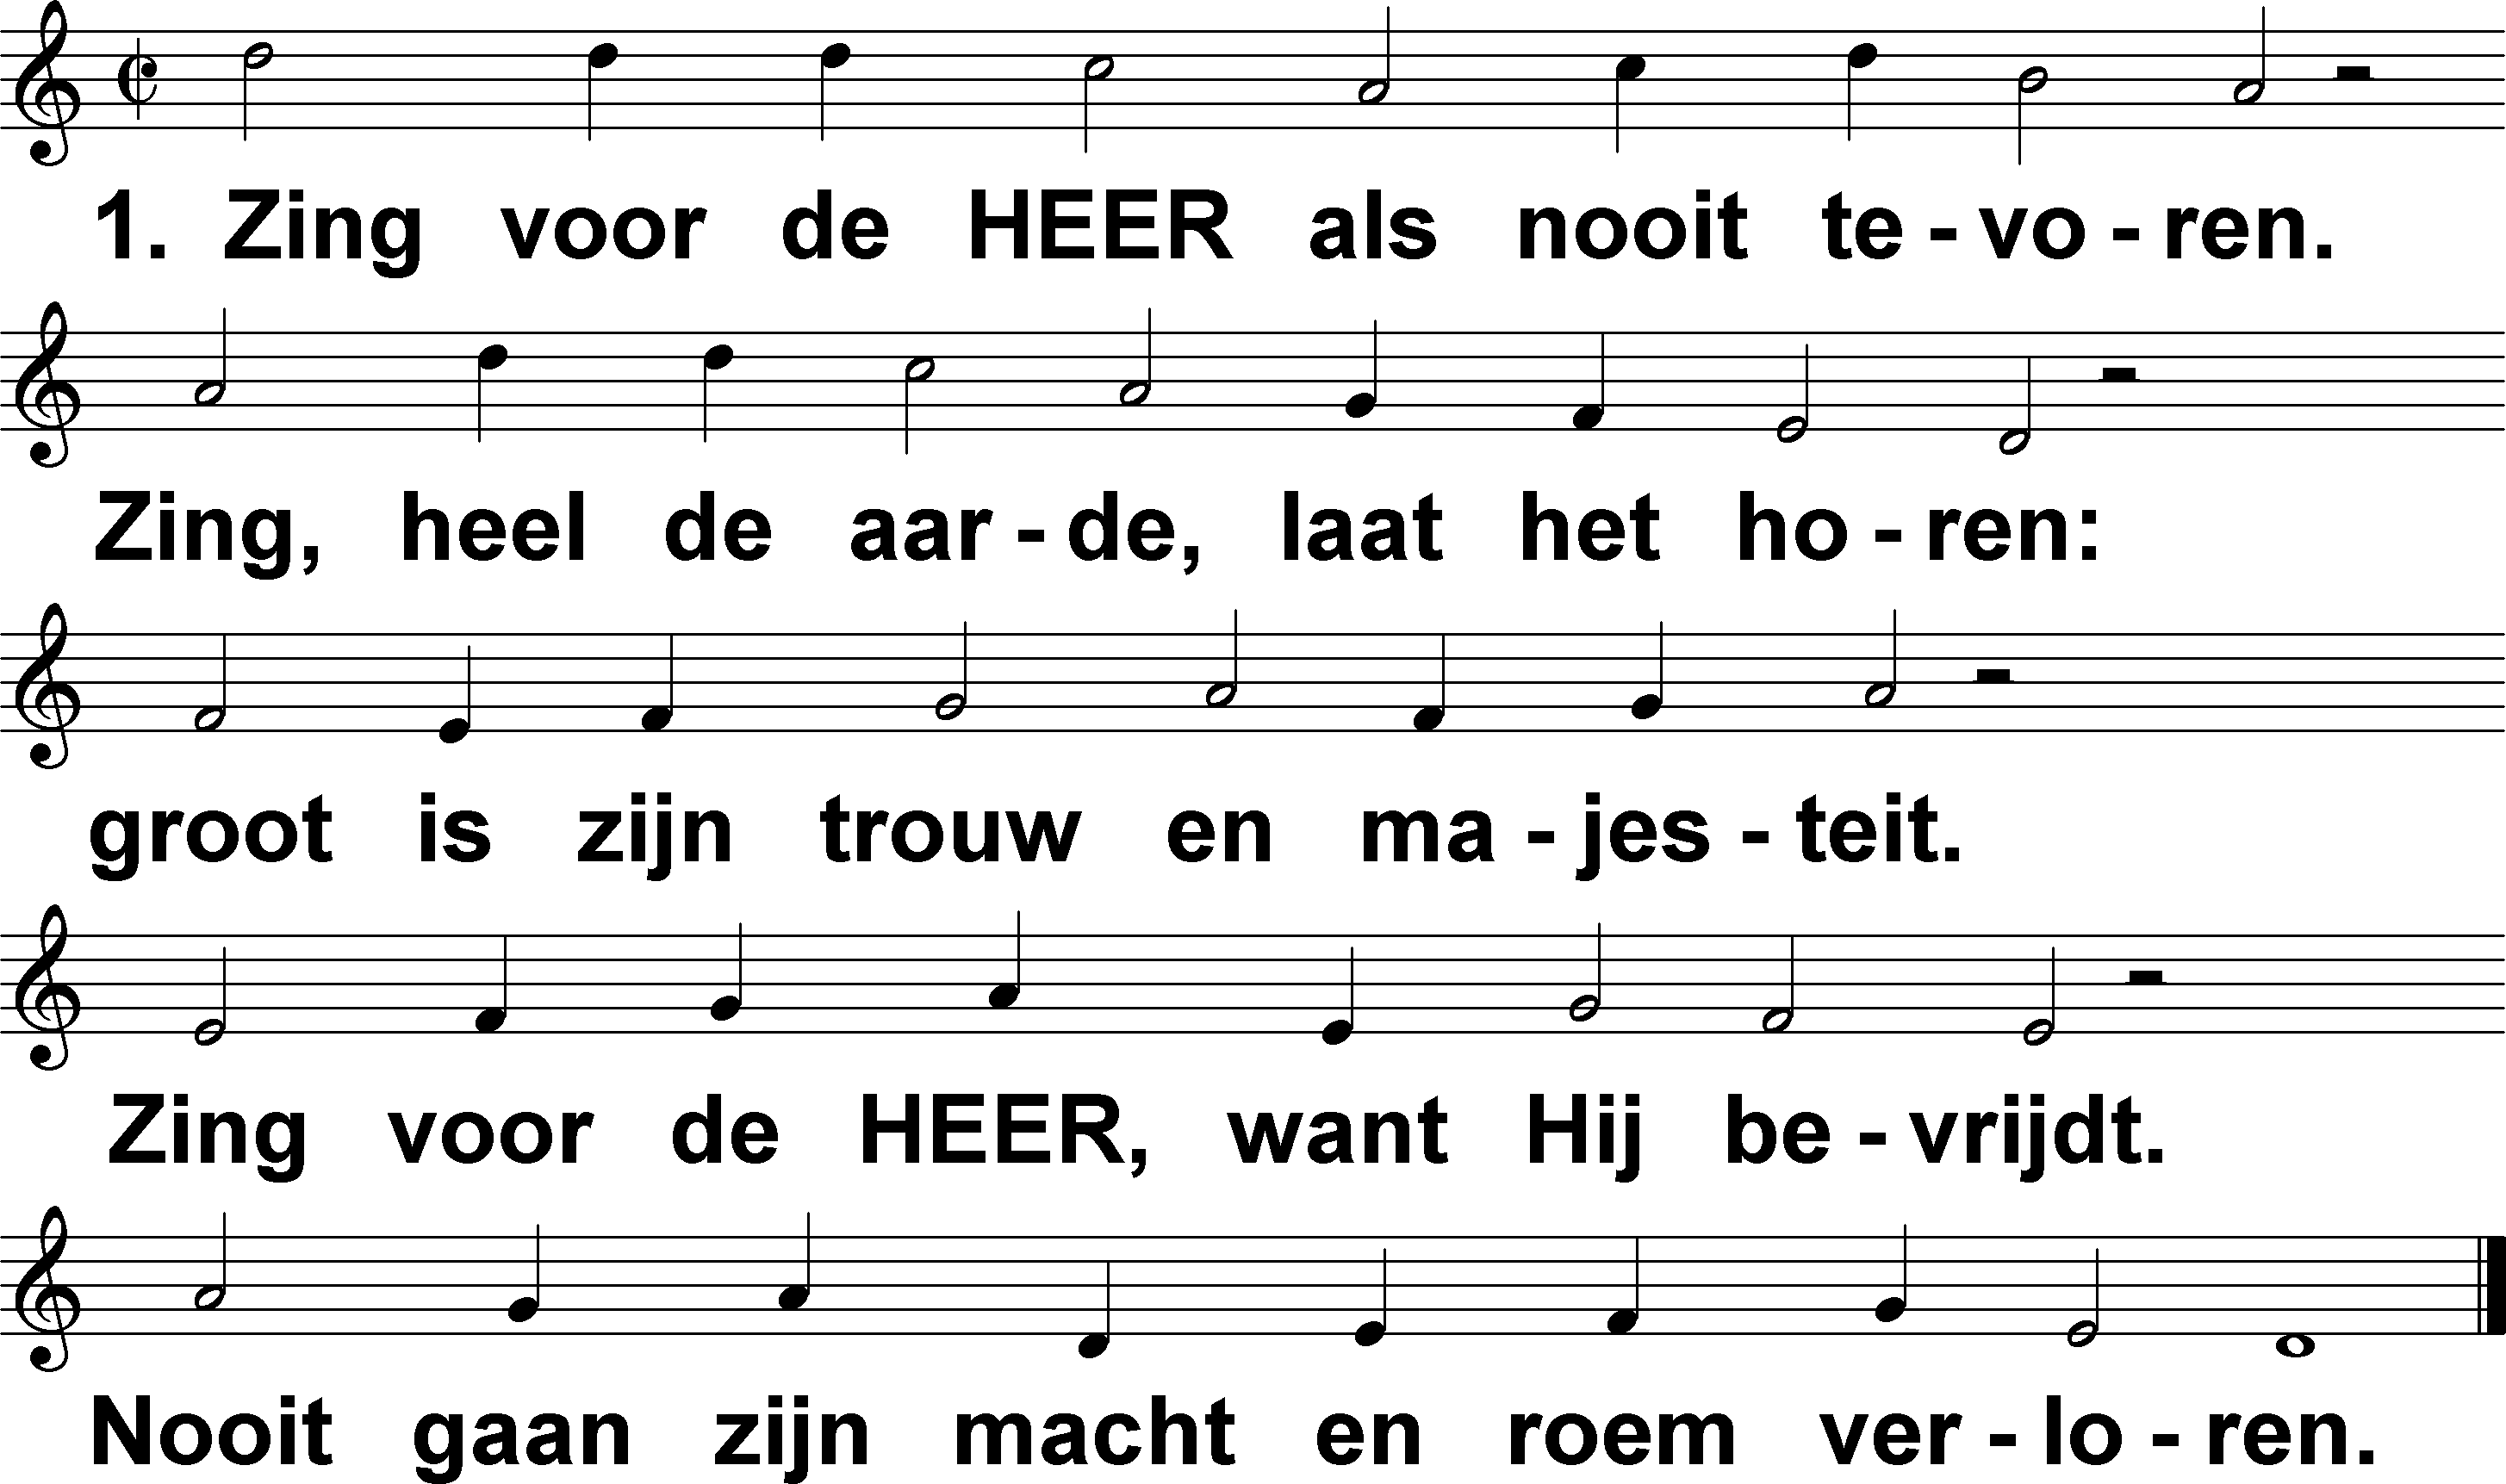 1. Zing voor de HEER als nooit te - vo - ren.
Zing, heel de aar - de, laat het ho - ren:
groot is zijn trouw en ma - jes - teit.
Zing voor de HEER, want Hij be - vrijdt.
Nooit gaan zijn macht en roem ver - lo - ren.